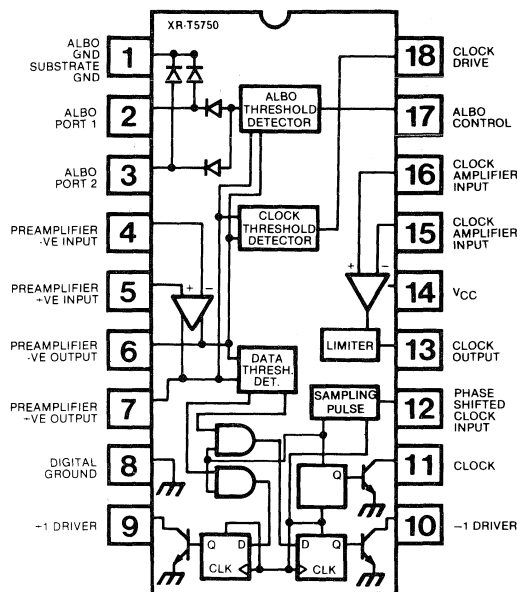 XR-T5750
ALBO
GND
SUBSTRATE
GND
1
ALBO
PORT 1
2
ALBO
PORT 2
3
PREAMPLIFIER
-VE INPUT
4
PREAMPLIFIER
+VE INPUT
5
PREAMPLIFIER
-VE OUTPUT
6
PREAMPLIFIER
+VE OUTPUT
7
DIGITAL
GROUND
8
+1 DRIVER
9
ALBO
THRESHOLD
DETECTOR
CLOCK
THRESHOLD
DETECTOR
+ -
+ -
LIMITER
DATA
THRESH.
DET.
SAMPLING
PULSE
Q
Q D
CLK
D Q
CLK
18
CLOCK
DRIVE
17
ALBO
CONTROL
16
CLOCK
AMPLIFIER
INPUT
15
CLOCK
AMPLIFIER
INPUT
14
VCC
13
CLOCK
OUTPUT
12
PHASE
SHIFTED
CLOCK
INPUT
11
CLOCK
10
-1 DRIVER